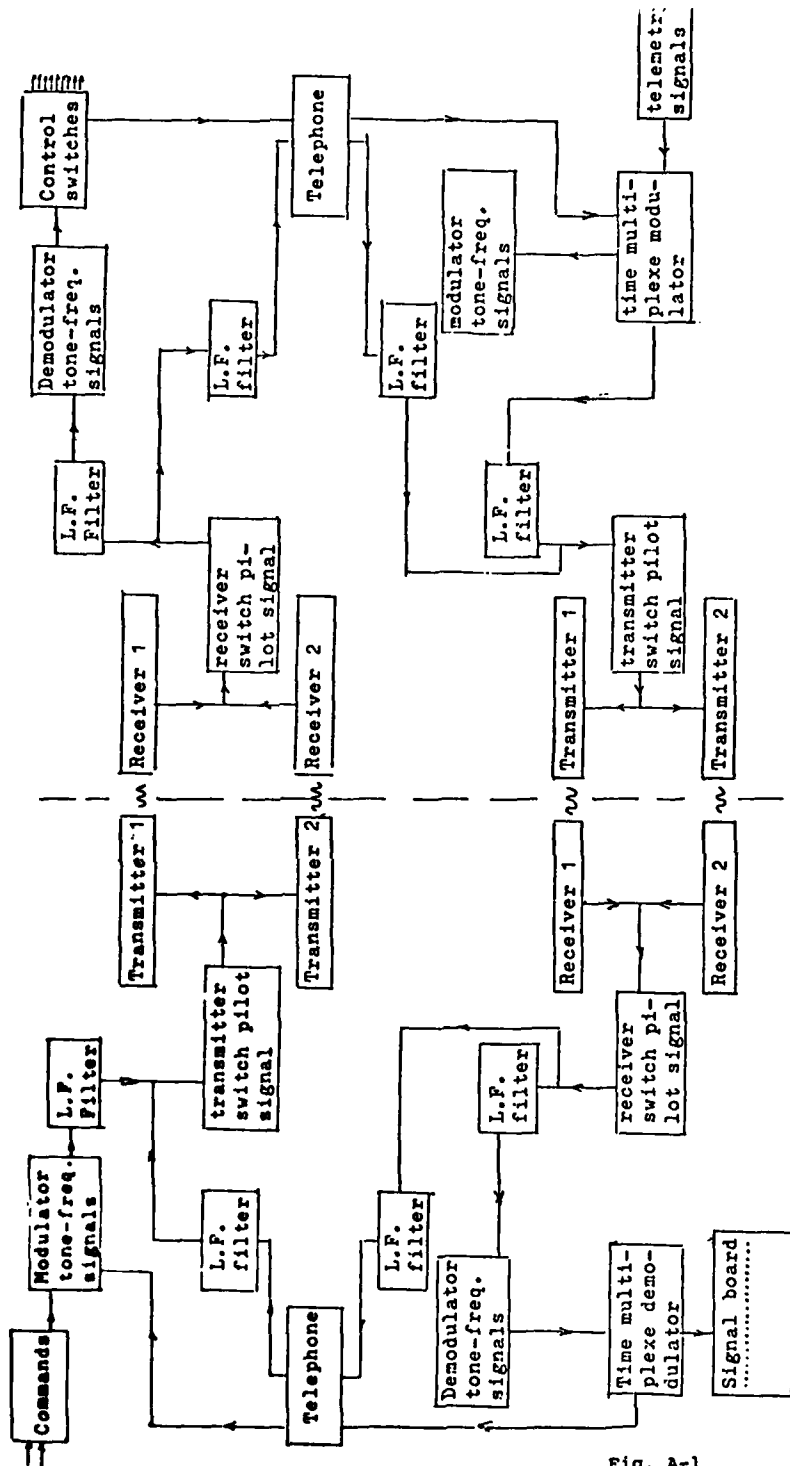 Commands
Modulator
tone-freq.
signals
L.F.
Filter
transmitter
switch pilot
signal
Transmitter 1
Transmitter 2
L.F.
filter
Telephone
L.F.
filter
Demodulator
tone-freq.
signals
L.F.
filter
receiver
switch pi-
lot signal
Receiver 1
Receiver 2
Time multi-
plexe demo-
dulator
Signal board
Receiver 1
Receiver 2
receiver
switch pi-
lot signal
L.F.
Filter
Demodulator
tone-freq.
signals
Control
switches
L.F.
filter
Telephone
L.F.
filter
modulator
tone-freq.
signals
L.F.
filter
Transmitter 1
Transmitter 2
transmitter
switch pilot
signal
time multi-
plexe modu-
lator
telemetry
signals
Fig. A-1